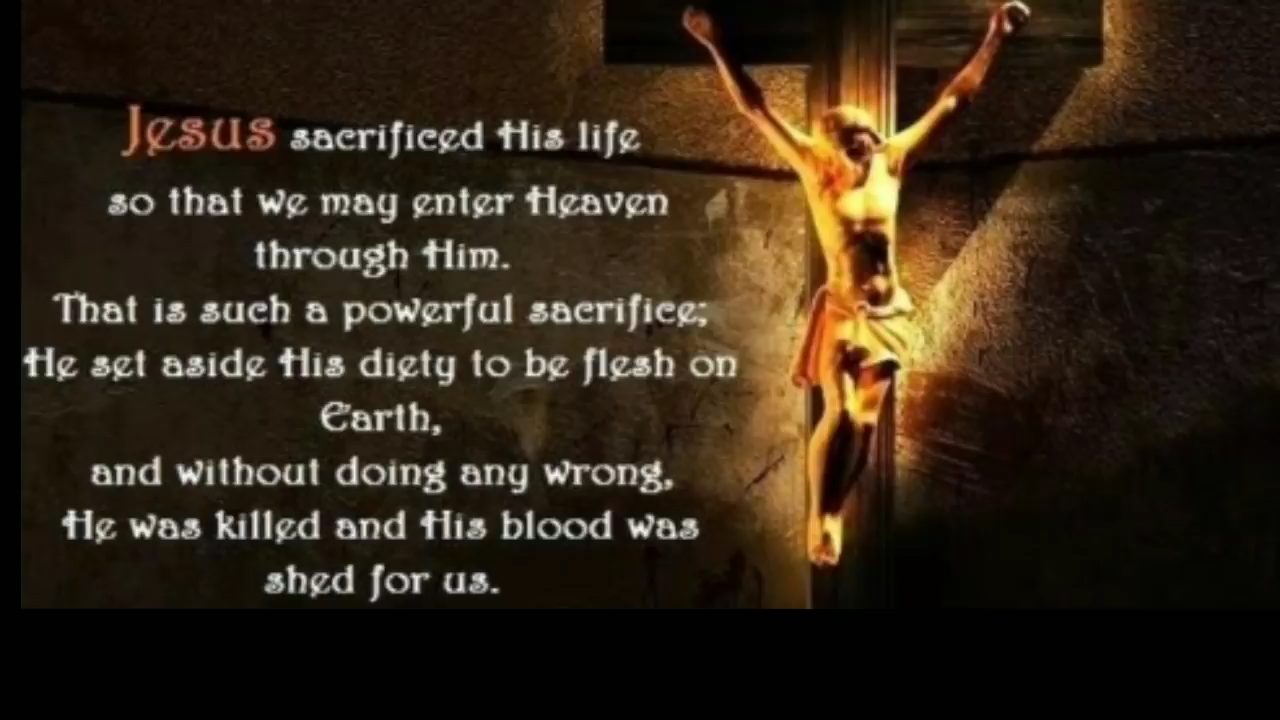 Jesus sacrificed His life
so that we may enter Heaven
through Him.
That is such a powerful sacrifice;
He set aside His diety to be flesh on
Earth,
and without doing any wrong,
He was killed and His blood was
shed for us.